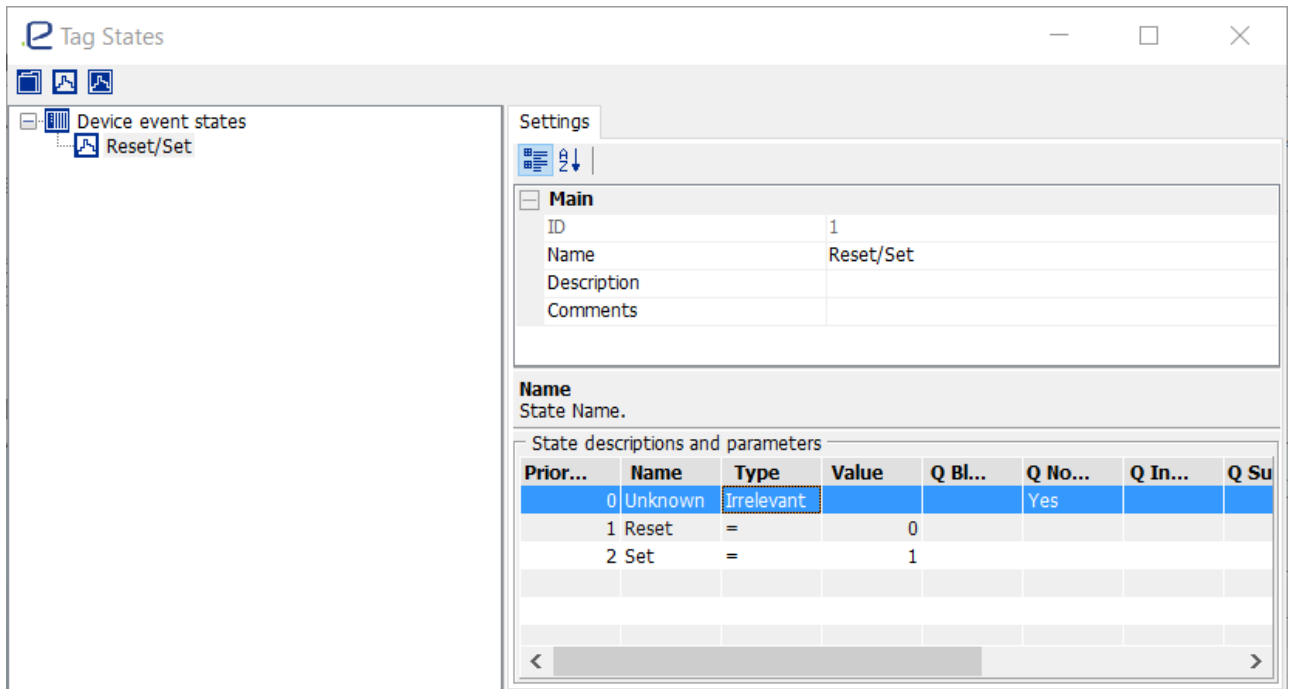 Tag States
Device event states
Reset/Set
Settings
Main
ID 1
Name Reset/Set
Description
Comments
Name
State Name.
State descriptions and parameters
Prior... Name Type Value Q Bl... Q No... Q In... Q Su
0 Unknown Irrelevant Yes
1 Reset = 0
2 Set = 1